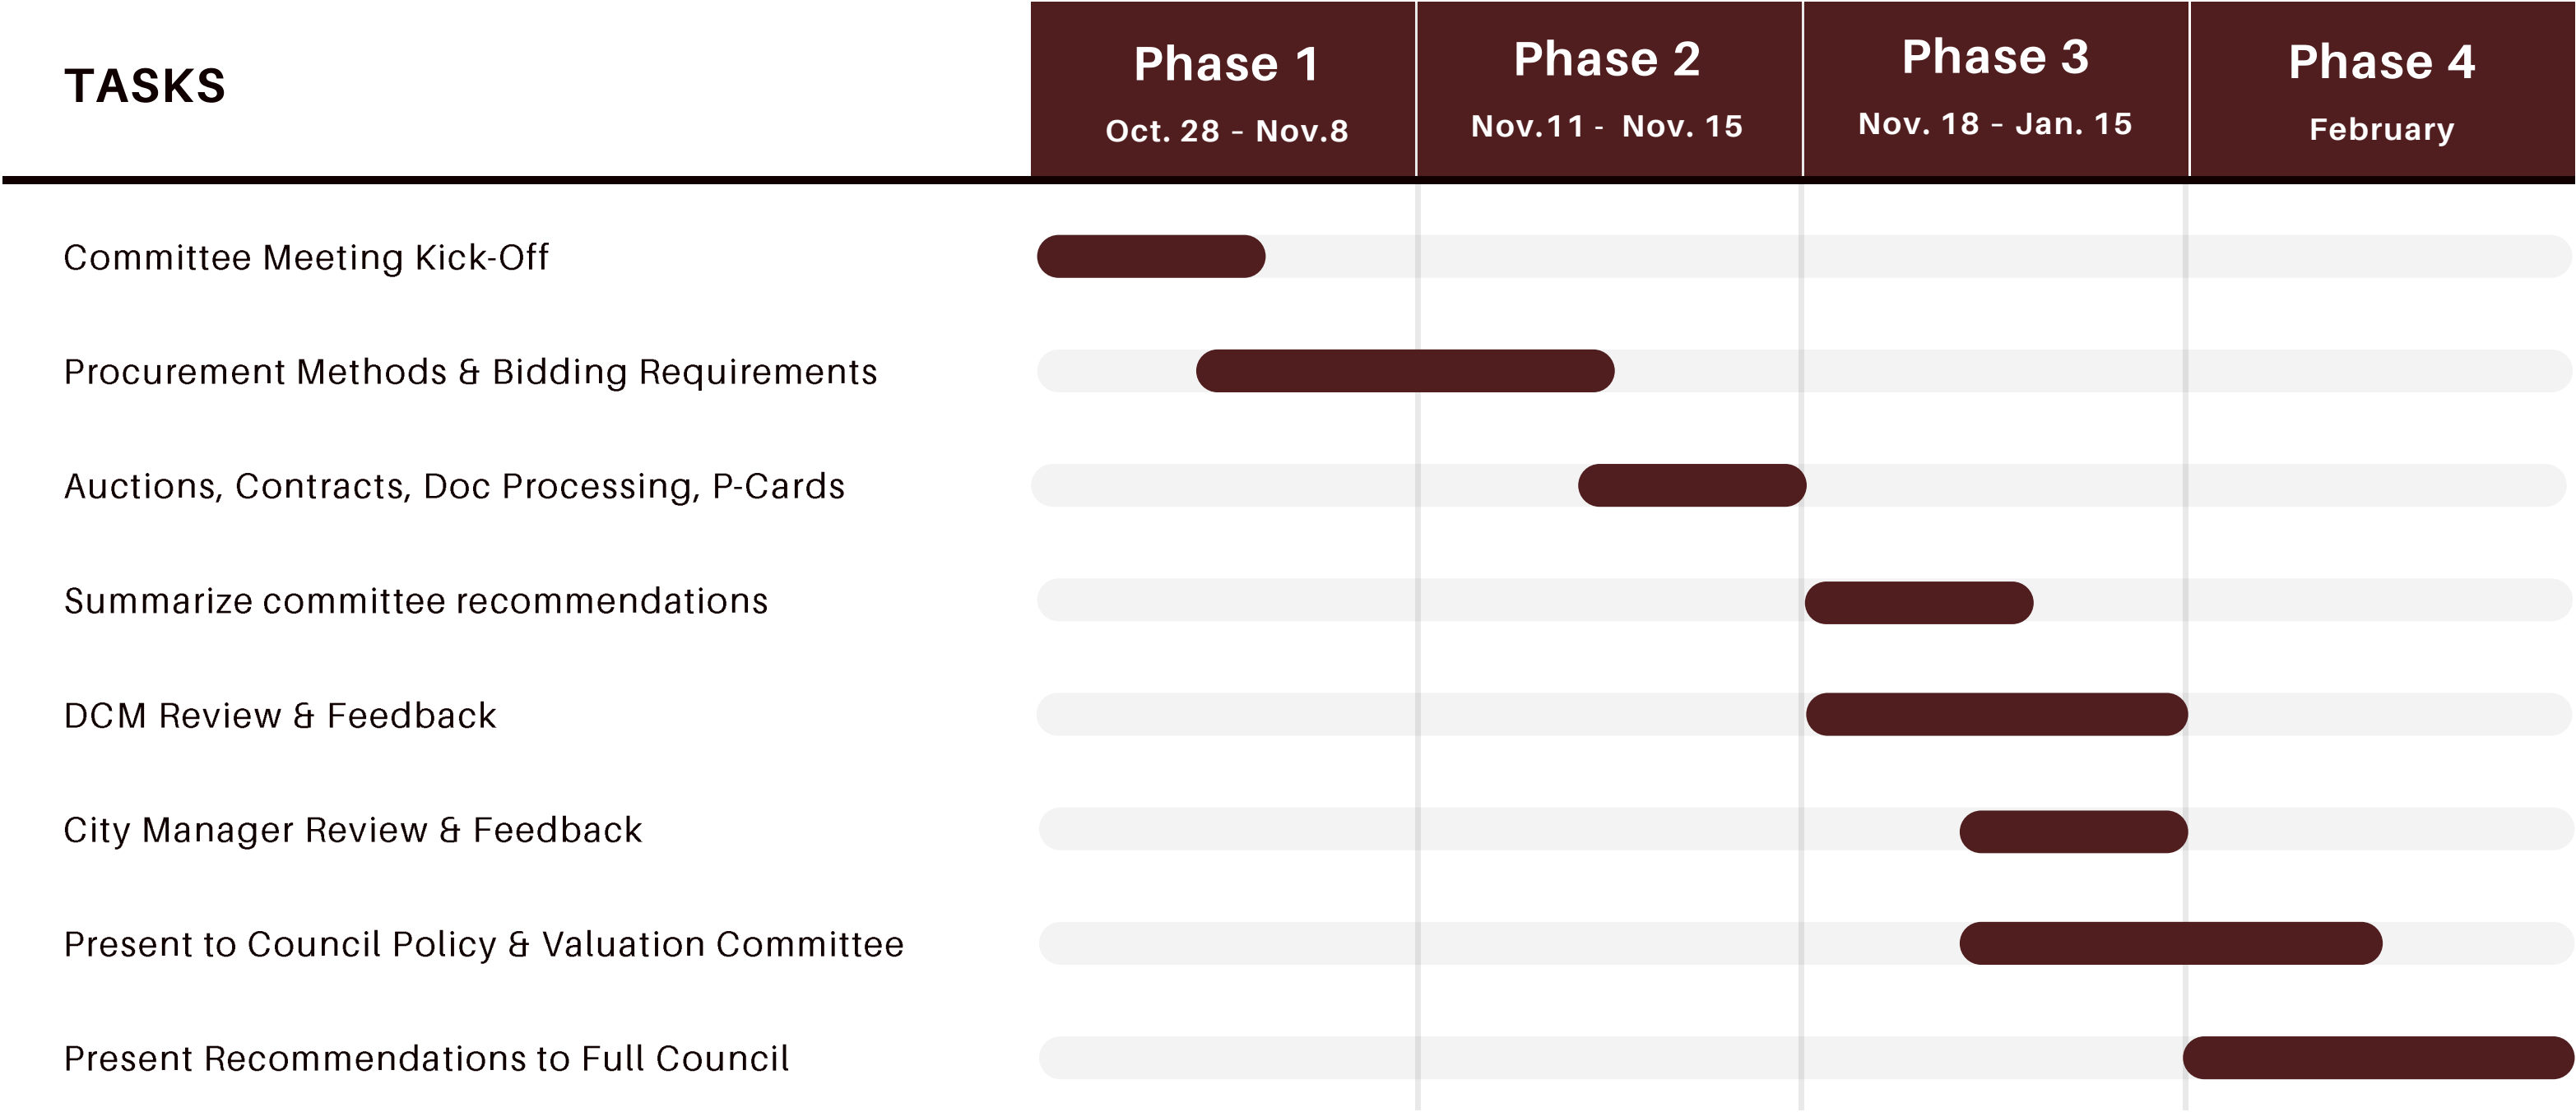 TASKS
Phase 1
Oct. 28 – Nov.8
Phase 2
Nov.11 - Nov. 15
Phase 3
Nov. 18 – Jan. 15
Phase 4
February
Committee Meeting Kick-Off
Procurement Methods & Bidding Requirements
Auctions, Contracts, Doc Processing, P-Cards
Summarize committee recommendations
DCM Review & Feedback
City Manager Review & Feedback
Present to Council Policy & Valuation Committee
Present Recommendations to Full Council